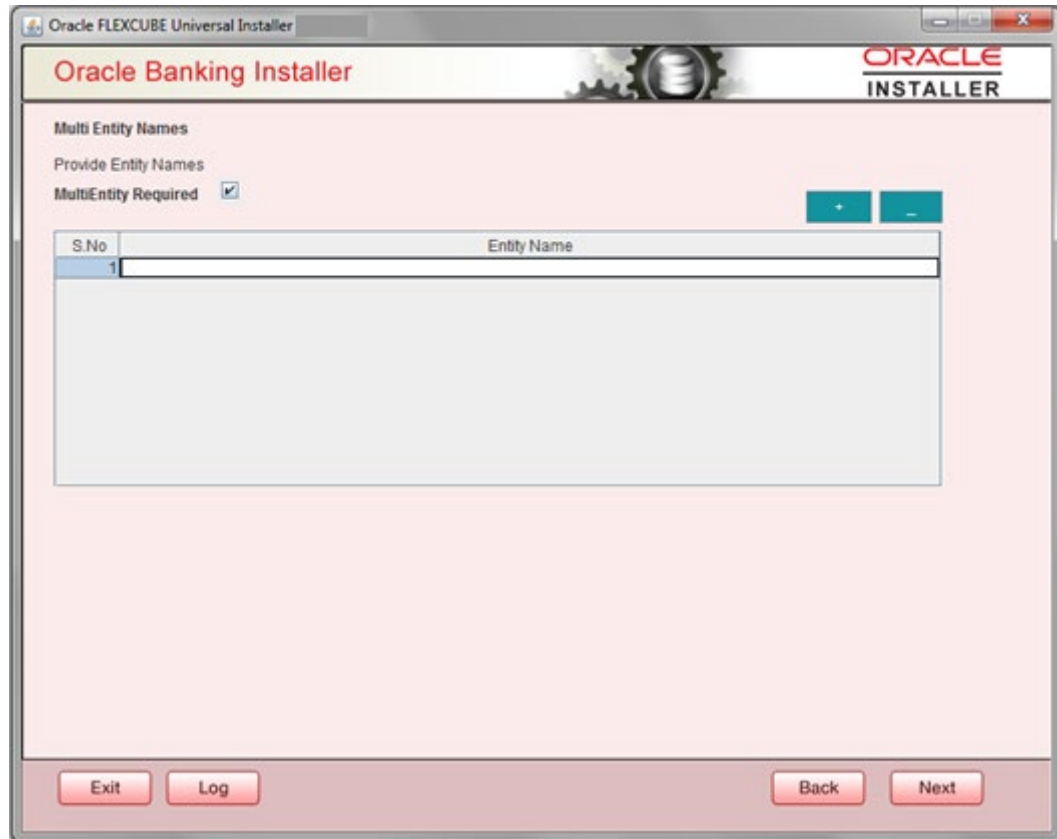 Oracle FLEXCUBE Universal Installer
Oracle Banking Installer
ORACLE
INSTALLER
Multi Entity Names
Provide Entity Names
MultiEntity Required
+ _
S.No Entity Name
1
Exit Log Back Next